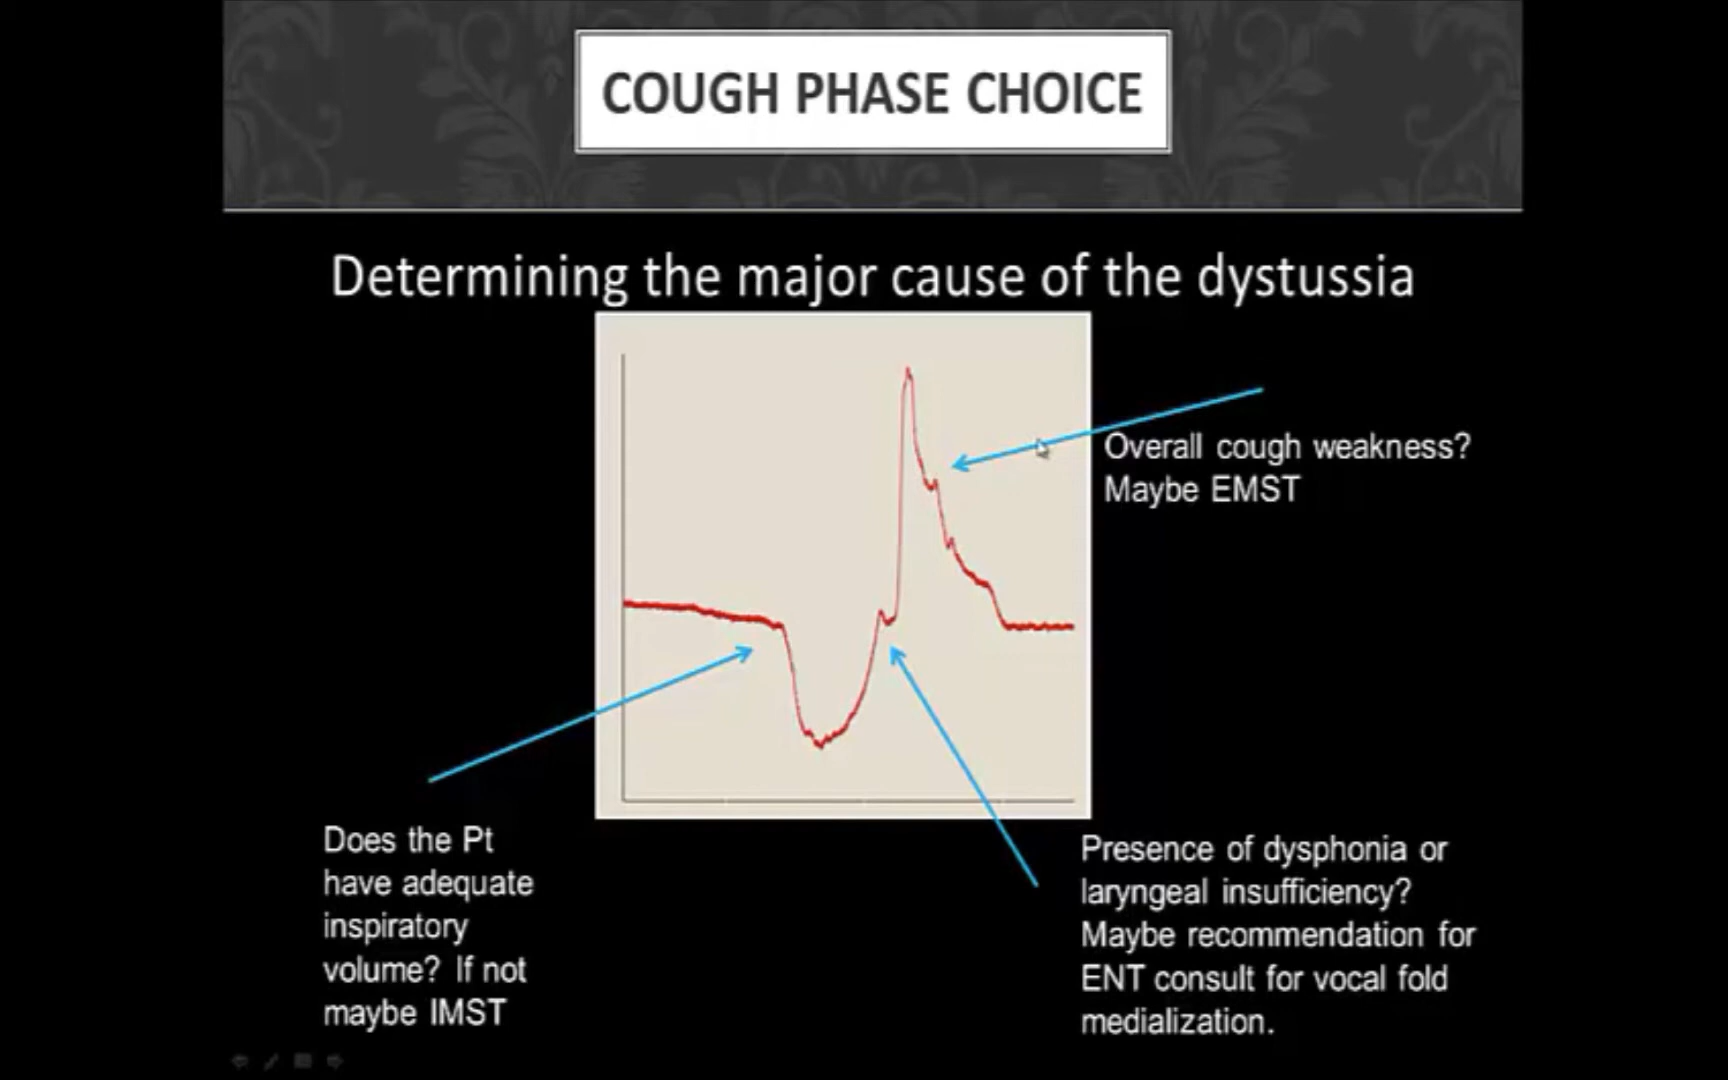 COUGH PHASE CHOICE
Determining the major cause of the dystussia
Overall cough weakness?
Maybe EMST
Does the Pt
have adequate
inspiratory
volume? If not
maybe IMST
Presence of dysphonia or
laryngeal insufficiency?
Maybe recommendation for
ENT consult for vocal fold
medialization.